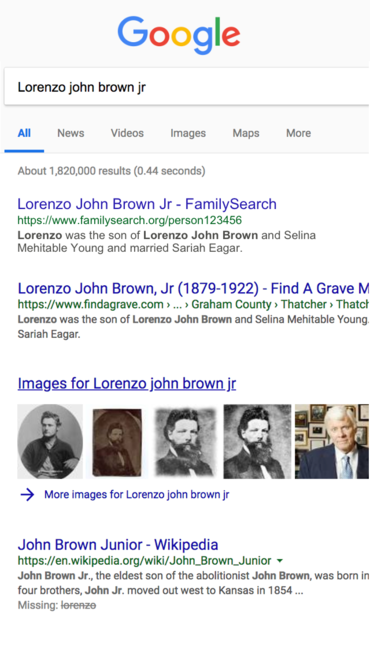 Google
Lorenzo john brown jr
All News Videos Images Maps More
About 1,820,000 results (0.44 seconds)
Lorenzo John Brown Jr - FamilySearch
https://www.familysearch.org/person123456
Lorenzo was the son of Lorenzo John Brown and Selina
Mehitable Young and married Sariah Eagar.
Lorenzo John Brown, Jr (1879-1922) - Find A Grave M
https://www.findagrave.com › ... › Graham County › Thatcher › Thatch
Lorenzo was the son of Lorenzo John Brown and Selina Mehitable Young.
Sariah Eagar.
Images for Lorenzo john brown jr
More images for Lorenzo john brown jr
John Brown Junior - Wikipedia
https://en.wikipedia.org/wiki/John_Brown_Junior
John Brown Jr., the eldest son of the abolitionist John Brown, was born in
four brothers, John Jr. moved out west to Kansas in 1854 ...
Missing: lorenzo